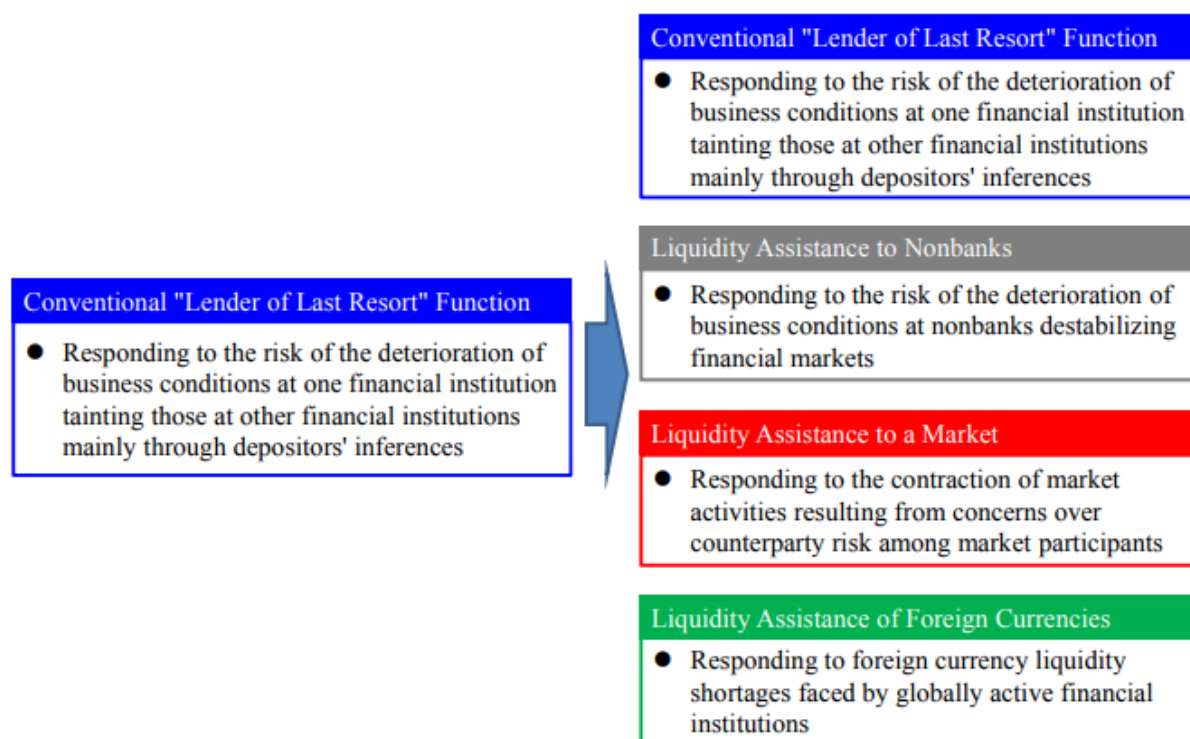 Conventional "Lender of Last Resort" Function
● Responding to the risk of the deterioration of
business conditions at one financial institution
tainting those at other financial institutions
mainly through depositors' inferences
Conventional "Lender of Last Resort" Function
● Responding to the risk of the deterioration of
business conditions at one financial institution
tainting those at other financial institutions
mainly through depositors' inferences
Liquidity Assistance to Nonbanks
● Responding to the risk of the deterioration of
business conditions at nonbanks destabilizing
financial markets
Liquidity Assistance to a Market
● Responding to the contraction of market
activities resulting from concerns over
counterparty risk among market participants
Liquidity Assistance of Foreign Currencies
● Responding to foreign currency liquidity
shortages faced by globally active financial
institutions